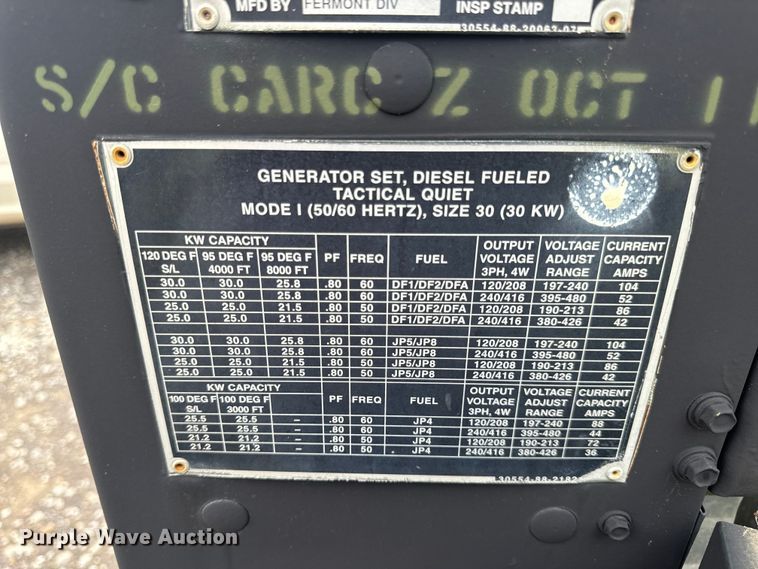 MFD BY FERMONT DIV INSP STAMP
30554-88-20063-07
S/C CARC Z OCT 11
GENERATOR SET, DIESEL FUELED
TACTICAL QUIET
MODE I (50/60 HERTZ), SIZE 30 (30 KW)
KW CAPACITY PF FREQ FUEL OUTPUT VOLTAGE 3PH, 4W VOLTAGE ADJUST RANGE CURRENT CAPACITY AMPS
120 DEG F S/L 95 DEG F 4000 FT 95 DEG F 8000 FT
30.0 30.0 25.8 .80 60 DF1/DF2/DFA 120/208 197-240 104
30.0 30.0 25.8 .80 60 DF1/DF2/DFA 240/416 395-480 52
25.0 25.0 21.5 .80 50 DF1/DF2/DFA 120/208 190-213 86
25.0 25.0 21.5 .80 50 DF1/DF2/DFA 240/416 380-426 42
30.0 30.0 25.8 .80 60 JP5/JP8 120/208 197-240 104
30.0 30.0 25.8 .80 60 JP5/JP8 240/416 395-480 52
25.0 25.0 21.5 .80 50 JP5/JP8 120/208 190-213 86
25.0 25.0 21.5 .80 50 JP5/JP8 240/416 380-426 42
KW CAPACITY PF FREQ FUEL OUTPUT VOLTAGE 3PH, 4W VOLTAGE ADJUST RANGE CURRENT CAPACITY AMPS
100 DEG F S/L 100 DEG F 3000 FT –
25.5 25.5 – .80 60 JP4 120/208 197-240 88
25.5 25.5 – .80 60 JP4 240/416 395-480 44
21.2 21.2 – .80 50 JP4 120/208 190-213 72
21.2 21.2 – .80 50 JP4 240/416 380-426 36
30554-88-2182
Purple Wave Auction